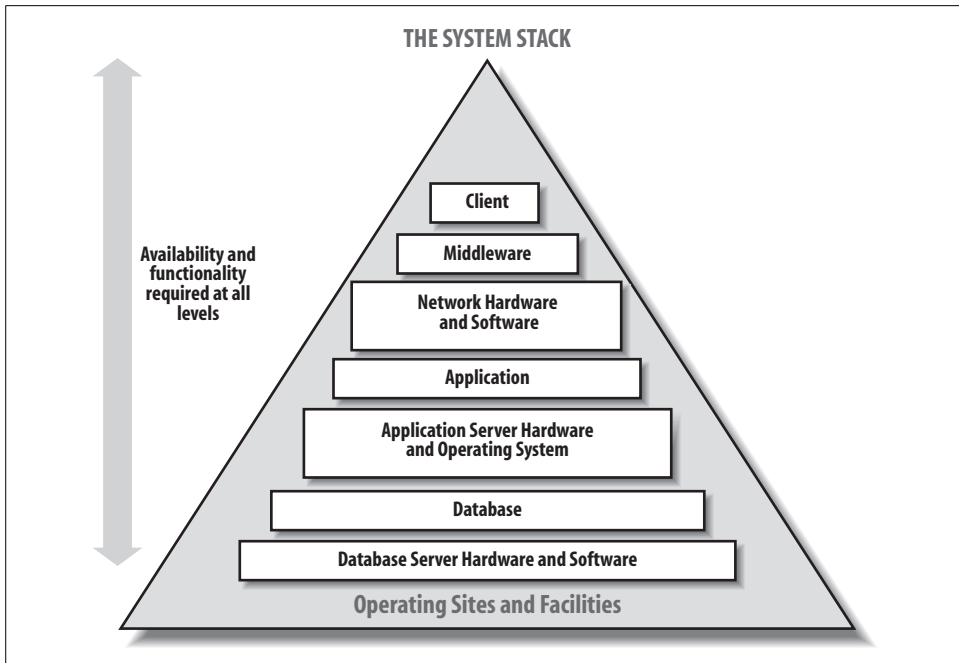 THE SYSTEM STACK
Availability and
functionality
required at all
levels
Client
Middleware
Network Hardware
and Software
Application
Application Server Hardware
and Operating System
Database
Database Server Hardware and Software
Operating Sites and Facilities